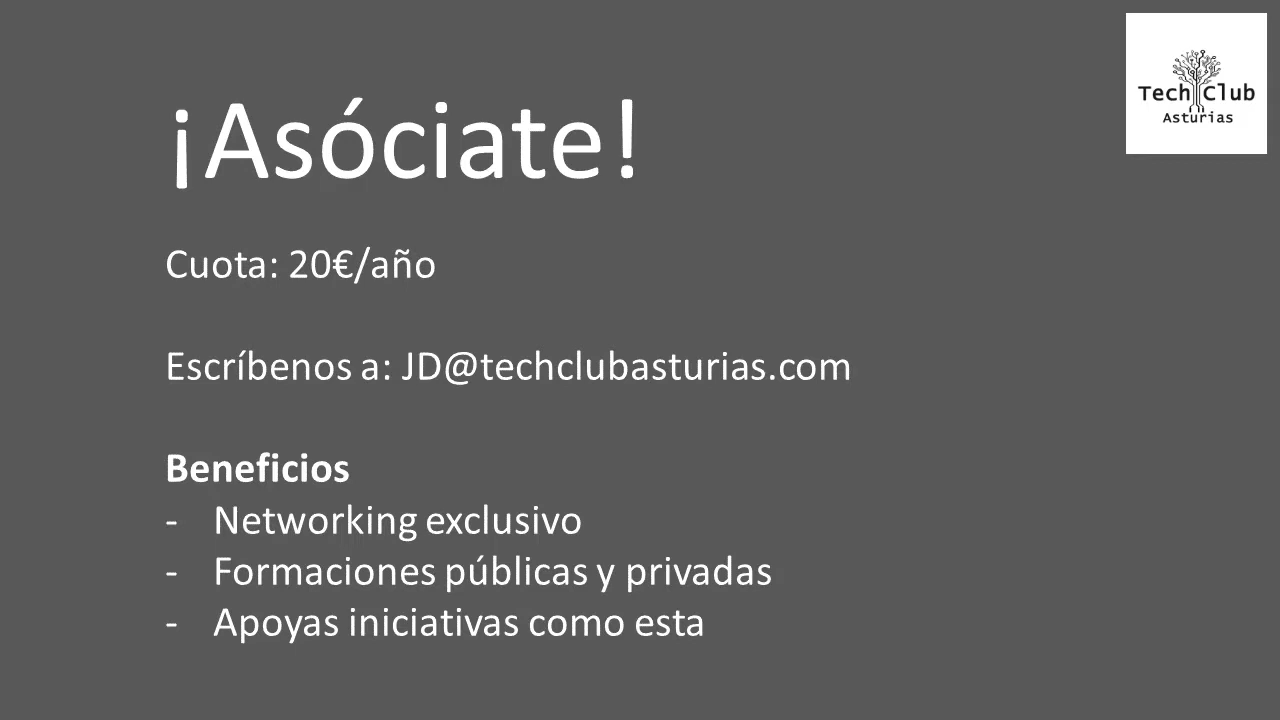 ¡Asóciate!
Tech Club
Asturias
Cuota: 20€/año
Escríbenos a: JD@techclubasturias.com
Beneficios
- Networking exclusivo
- Formaciones públicas y privadas
- Apoyas iniciativas como esta